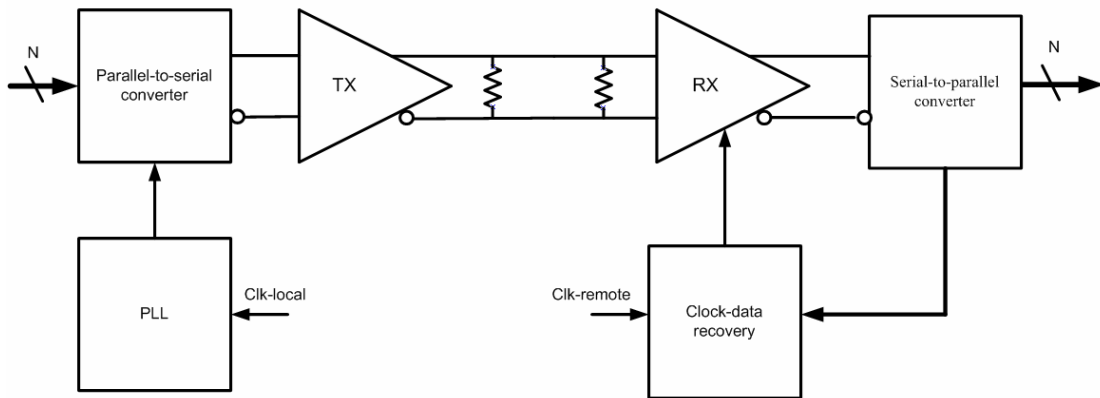 N
Parallel-to-serial
converter
TX
RX
Serial-to-parallel
converter
N
PLL
Clk-local
Clk-remote
Clock-data
recovery